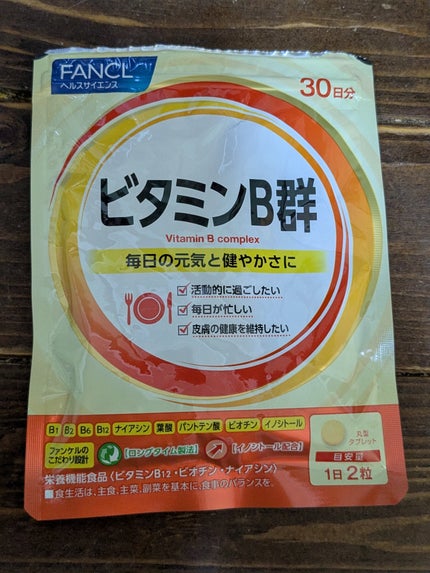 FANCL
ヘルスサイエンス
30日分
ビタミンB群
Vitamin B complex
毎日の元気と健やかさに
活動的に過ごしたい
毎日が忙しい
皮膚の健康を維持したい
B1 B2 B6 B12 ナイアシン 葉酸 パントテン酸 ビオチン イノシトール
ファンケルの
こだわり設計
【ロングタイム製法】
【イノシトール配合】
丸型
タブレット
目安量
1日2粒
栄養機能食品〈ビタミンB12・ビオチン・ナイアシン〉
■食生活は、主食、主菜、副菜を基本に、食事のバランスを。